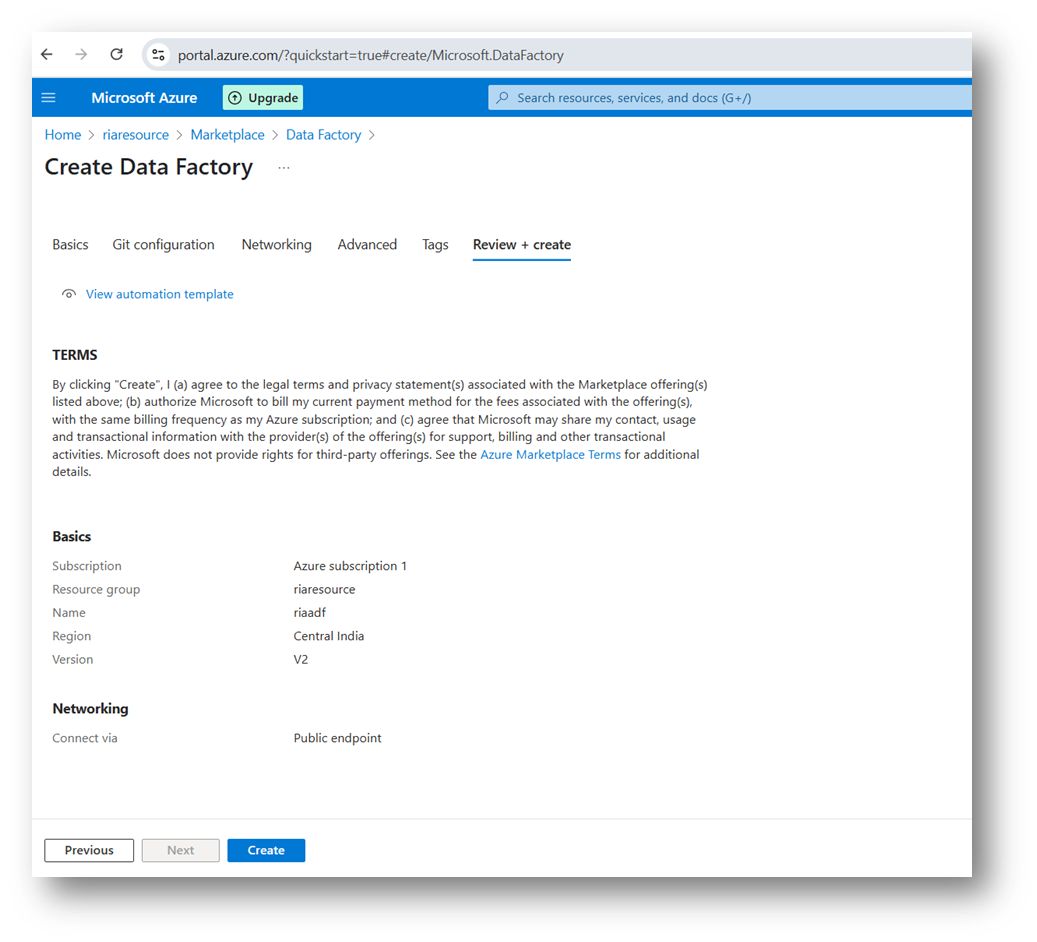 portal.azure.com/?quickstart=true#create/Microsoft.DataFactory
Microsoft Azure Upgrade Search resources, services, and docs (G+/)
Home > riaresource > Marketplace > Data Factory >
Create Data Factory ...
Basics Git configuration Networking Advanced Tags Review + create
View automation template
TERMS
By clicking "Create", I (a) agree to the legal terms and privacy statement(s) associated with the Marketplace offering(s)
listed above; (b) authorize Microsoft to bill my current payment method for the fees associated with the offering(s),
with the same billing frequency as my Azure subscription; and (c) agree that Microsoft may share my contact, usage
and transactional information with the provider(s) of the offering(s) for support, billing and other transactional
activities. Microsoft does not provide rights for third-party offerings. See the Azure Marketplace Terms for additional
details.
Basics
Subscription Azure subscription 1
Resource group riaresource
Name riaadf
Region Central India
Version V2
Networking
Connect via Public endpoint
Previous Next Create